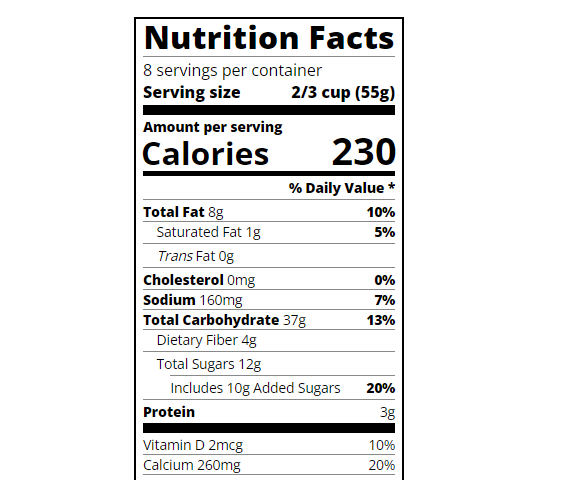 Nutrition Facts
8 servings per container
Serving size 2/3 cup (55g)
Amount per serving
Calories 230
% Daily Value *
Total Fat 8g 10%
Saturated Fat 1g 5%
Trans Fat 0g
Cholesterol 0mg 0%
Sodium 160mg 7%
Total Carbohydrate 37g 13%
Dietary Fiber 4g
Total Sugars 12g
Includes 10g Added Sugars 20%
Protein 3g
Vitamin D 2mcg 10%
Calcium 260mg 20%